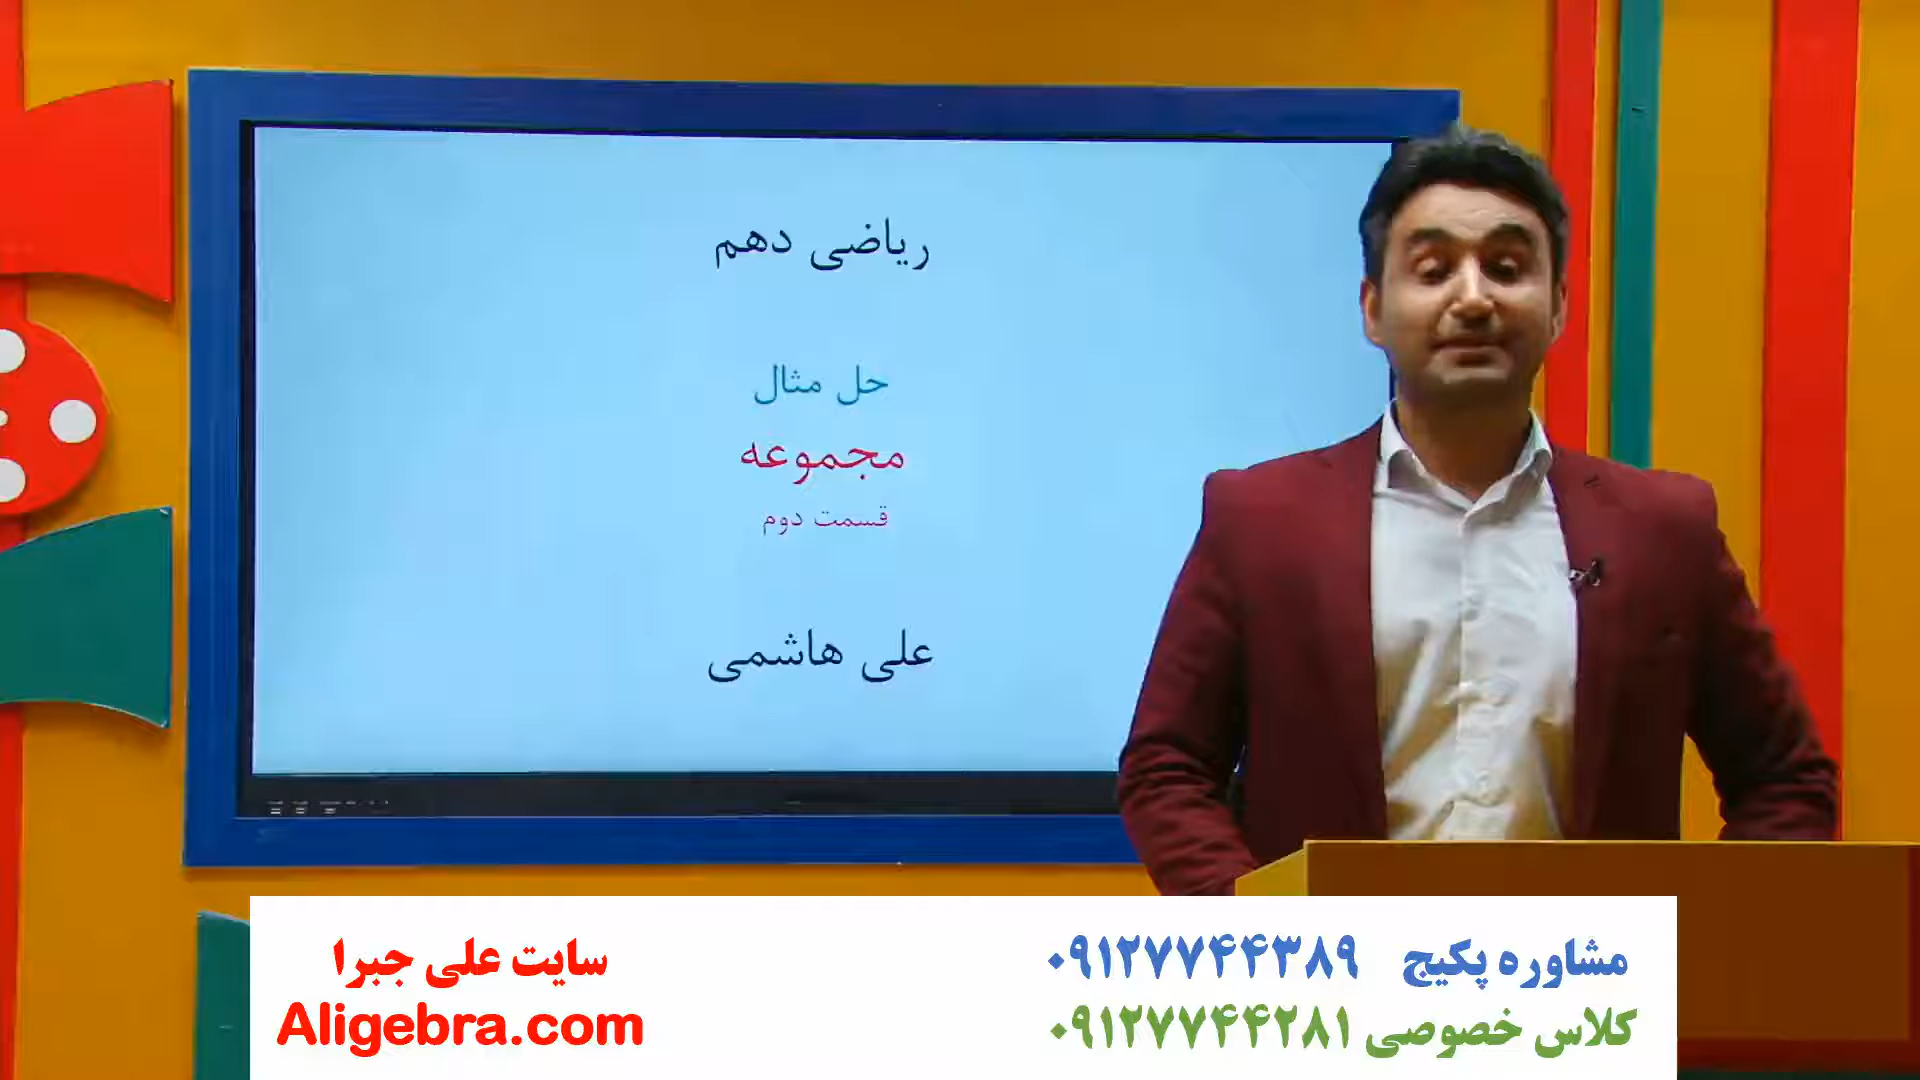 ریاضی دهم
حل مثال
مجموعه
قسمت دوم
علی هاشمی
مشاوره پکیج ۰۹۱۲۷۷۴۴۳۸۹
کلاس خصوصی ۰۹۱۲۷۷۴۴۲۸۱
سایت علی جبرا
Aligebra.com